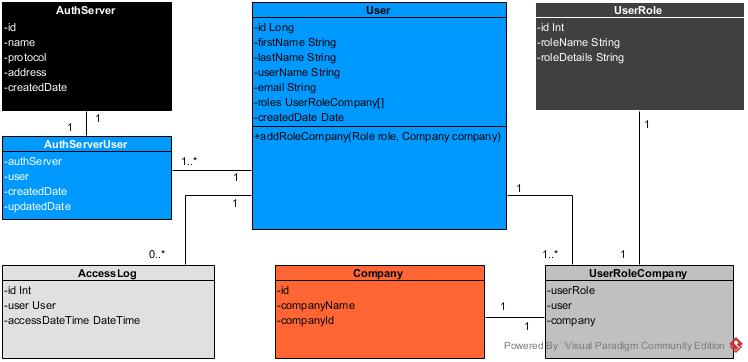 AuthServer
-id
-name
-protocol
-address
-createdDate
User
-id Long
-firstName String
-lastName String
-userName String
-email String
-roles UserRoleCompany[]
-createdDate Date
+addRoleCompany(Role role, Company company)
UserRole
-id Int
-roleName String
-roleDetails String
1
1
1
AuthServerUser
-authServer
-user
-createdDate
-updatedDate
1..*
1
1
1
0..*
1..*
1
AccessLog
-id Int
-user User
-accessDateTime DateTime
Company
-id
-companyName
-companyId
1
1
UserRoleCompany
-userRole
-user
-company
Powered By Visual Paradigm Community Edition